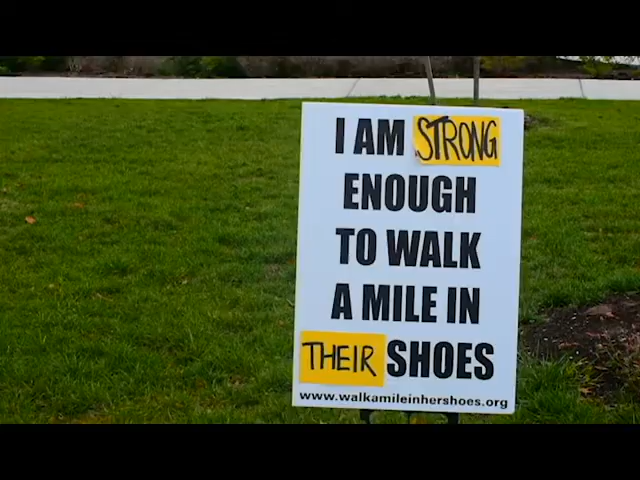 I AM STRONG
ENOUGH
TO WALK
A MILE IN
THEIR SHOES
www.walkamileinhershoes.org